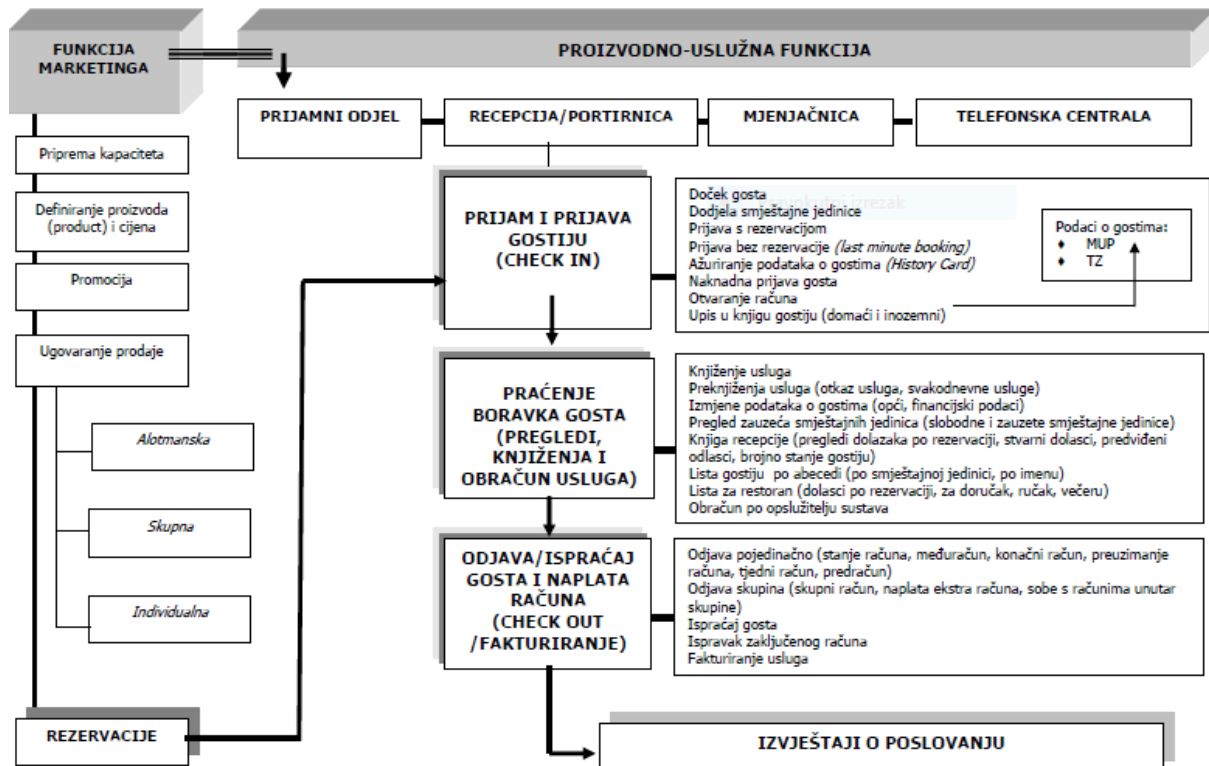 FUNKCIJA
MARKETINGA
PROIZVODNO-USLUŽNA FUNKCIJA
PRIJAMNI ODJEL
RECEPCIJA/PORTIRNICA
MJENJAČNICA
TELEFONSKA CENTRALA
Priprema kapaciteta
Definiranje proizvoda
(product) i cijena
Promocija
Ugovaranje prodaje
Alotmanska
Skupna
Individualna
REZERVACIJE
PRIJAM I PRIJAVA
GOSTIJU
(CHECK IN)
Doček gosta
Dodjela smještajne jedinice
Prijava s rezervacijom
Prijava bez rezervacije (last minute booking)
Ažuriranje podataka o gostima (History Card)
Naknadna prijava gosta
Otvaranje računa
Upis u knjigu gostiju (domaći i inozemni)
Podaci o gostima:
♦ MUP
♦ TZ
PRAĆENJE
BORAVKA GOSTA
(PREGLEDI,
KNJIŽENJA I
OBRAČUN USLUGA)
Knjiženje usluga
Preknjiženja usluga (otkaz usluga, svakodnevne usluge)
Izmjene podataka o gostima (opći, financijski podaci)
Pregled zauzeća smještajnih jedinica (slobodne i zauzete smještajne jedinice)
Knjiga recepcije (pregledi dolazaka po rezervaciji, stvarni dolasci, predviđeni
odlasci, brojno stanje gostiju)
Lista gostiju po abecedi (po smještajnoj jedinici, po imenu)
Lista za restoran (dolasci po rezervaciji, za doručak, ručak, večeru)
Obračun po opslužitelju sustava
ODJAVA/ISPRAĆAJ
GOSTA I NAPLATA
RAČUNA
(CHECK OUT
/FAKTURIRANJE)
Odjava pojedinačno (stanje računa, međuračun, konačni račun, preuzimanje
računa, tjedni račun, predračun)
Odjava skupina (skupni račun, naplata ekstra računa, sobe s računima unutar
skupine)
Ispraćaj gosta
Ispravak zaključenog računa
Fakturiranje usluga
IZVJEŠTAJI O POSLOVANJU